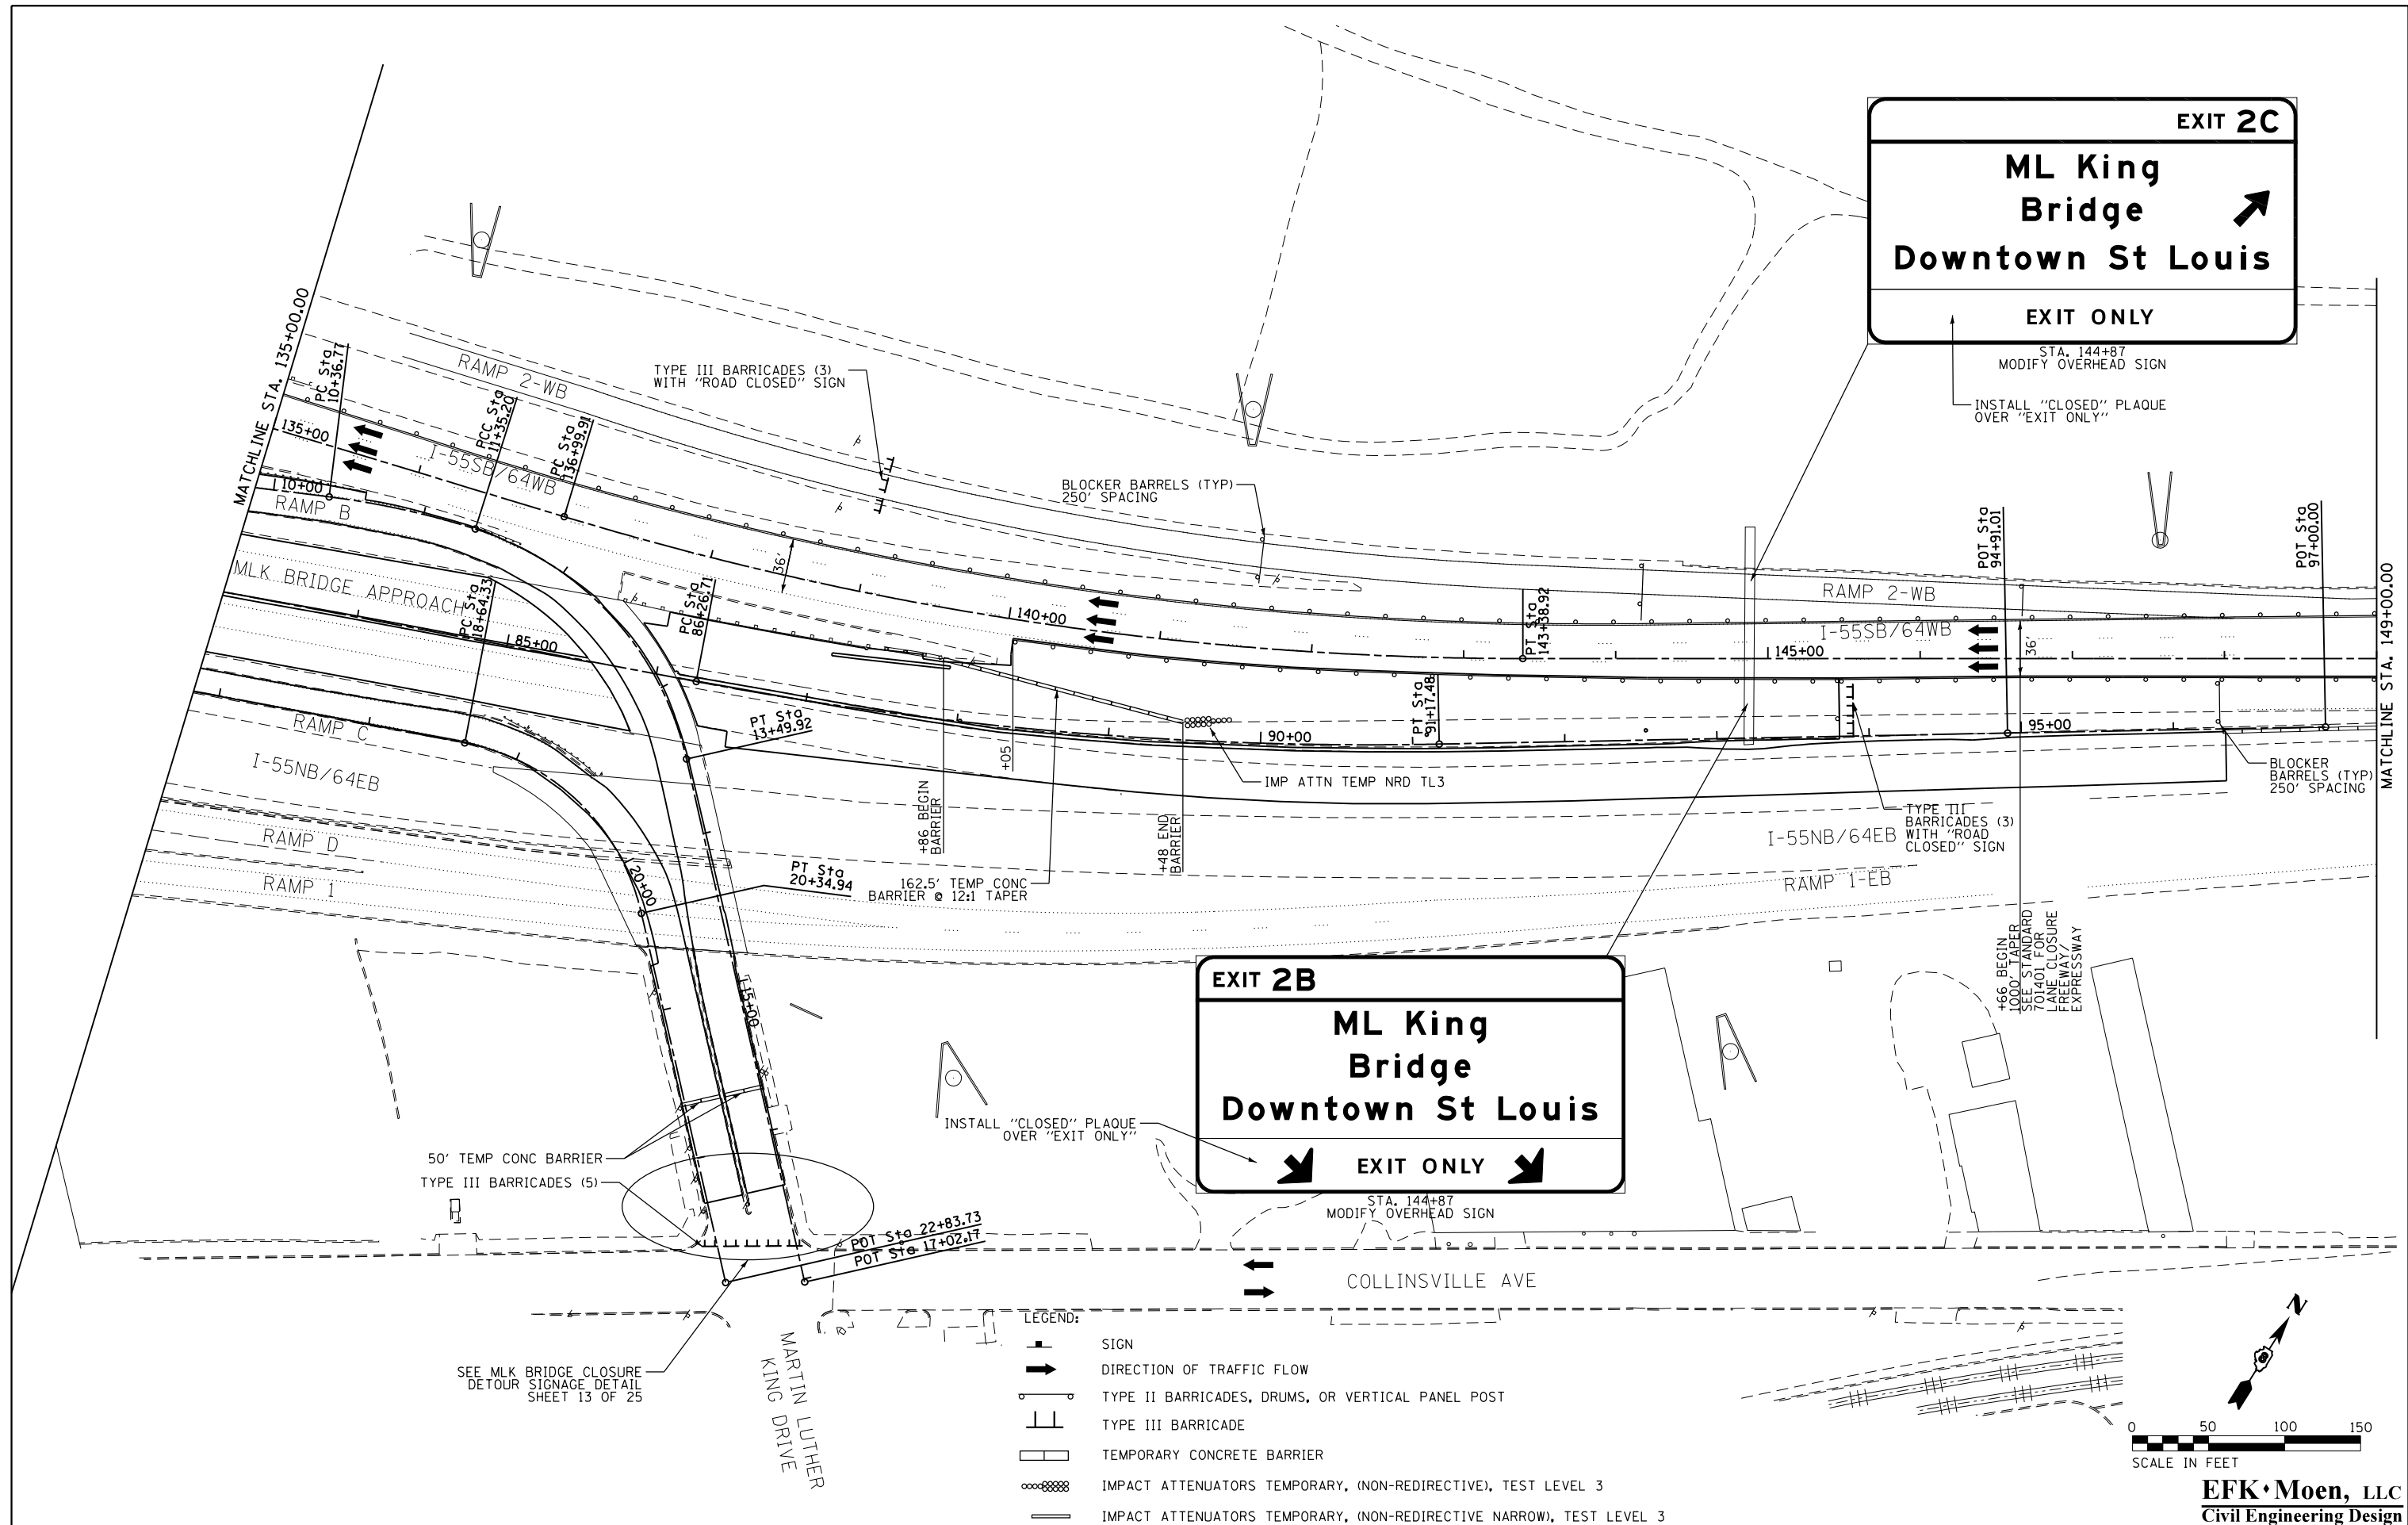 EXIT 2C
ML King
Bridge
Downtown St Louis
EXIT ONLY
STA. 144+87
MODIFY OVERHEAD SIGN
INSTALL "CLOSED" PLAQUE
OVER "EXIT ONLY"
MATCHLINE STA. 135+00.00
PC Sta
10+36.77
PCC Sta
11+35.20
PC Sta
136+99.91
RAMP 2-WB
TYPE III BARRICADES (3)
WITH "ROAD CLOSED" SIGN
BLOCKER BARRELS (TYP)
250' SPACING
135+00
I-55SB/64WB
10+00
RAMP B
MLK BRIDGE APPROACH
PC Sta
18+64.33
85+00
PC Sta
86+26.71
36'
140+00
PT Sta
143+38.92
145+00
RAMP 2-WB
I-55SB/64WB
POT Sta
94+91.01
POT Sta
97+00.00
36'
MATCHLINE STA. 149+00.00
RAMP C
I-55NB/64EB
RAMP D
RAMP 1
PT Sta
13+49.92
PT Sta
20+34.94
20+00
15+00
+86 BEGIN
BARRIER
+05
90+00
PT Sta
91+17.48
95+00
IMP ATTN TEMP NRD TL3
+48 END
BARRIER
162.5' TEMP CONC
BARRIER @ 12:1 TAPER
BLOCKER
BARRELS (TYP)
250' SPACING
TYPE III
BARRICADES (3)
WITH "ROAD
CLOSED" SIGN
I-55NB/64EB
RAMP 1-EB
+66 BEGIN
1000' TAPER
SEE STANDARD
701401 FOR
LANE CLOSURE
FREEWAY/
EXPRESSWAY
EXIT 2B
ML King
Bridge
Downtown St Louis
EXIT ONLY
STA. 144+87
MODIFY OVERHEAD SIGN
INSTALL "CLOSED" PLAQUE
OVER "EXIT ONLY"
50' TEMP CONC BARRIER
TYPE III BARRICADES (5)
POT Sta 22+83.73
POT Sta 17+02.17
COLLINSVILLE AVE
SEE MLK BRIDGE CLOSURE
DETOUR SIGNAGE DETAIL
SHEET 13 OF 25
MARTIN LUTHER
KING DRIVE
LEGEND:
SIGN
DIRECTION OF TRAFFIC FLOW
TYPE II BARRICADES, DRUMS, OR VERTICAL PANEL POST
TYPE III BARRICADE
TEMPORARY CONCRETE BARRIER
IMPACT ATTENUATORS TEMPORARY, (NON-REDIRECTIVE), TEST LEVEL 3
IMPACT ATTENUATORS TEMPORARY, (NON-REDIRECTIVE NARROW), TEST LEVEL 3
N
0 50 100 150
SCALE IN FEET
EFK Moen, LLC
Civil Engineering Design